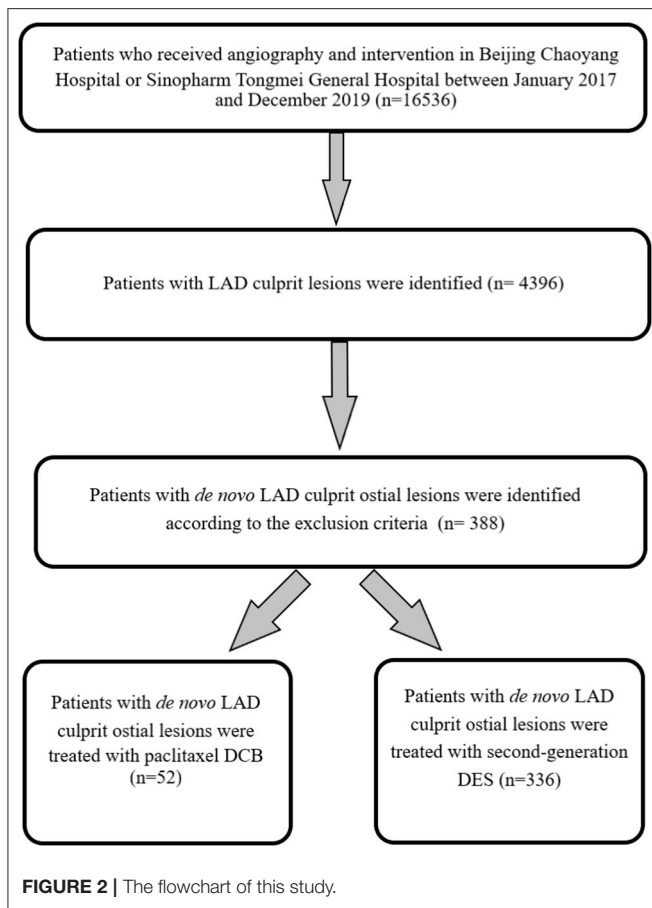 Patients who received angiography and intervention in Beijing Chaoyang
Hospital or Sinopharm Tongmei General Hospital between January 2017
and December 2019 (n=16536)
Patients with LAD culprit lesions were identified (n= 4396)
Patients with de novo LAD culprit ostial lesions were identified
according to the exclusion criteria (n= 388)
Patients with de novo LAD
culprit ostial lesions were
treated with paclitaxel DCB
(n=52)
Patients with de novo LAD
culprit ostial lesions were
treated with second-generation
DES (n=336)
FIGURE 2 | The flowchart of this study.